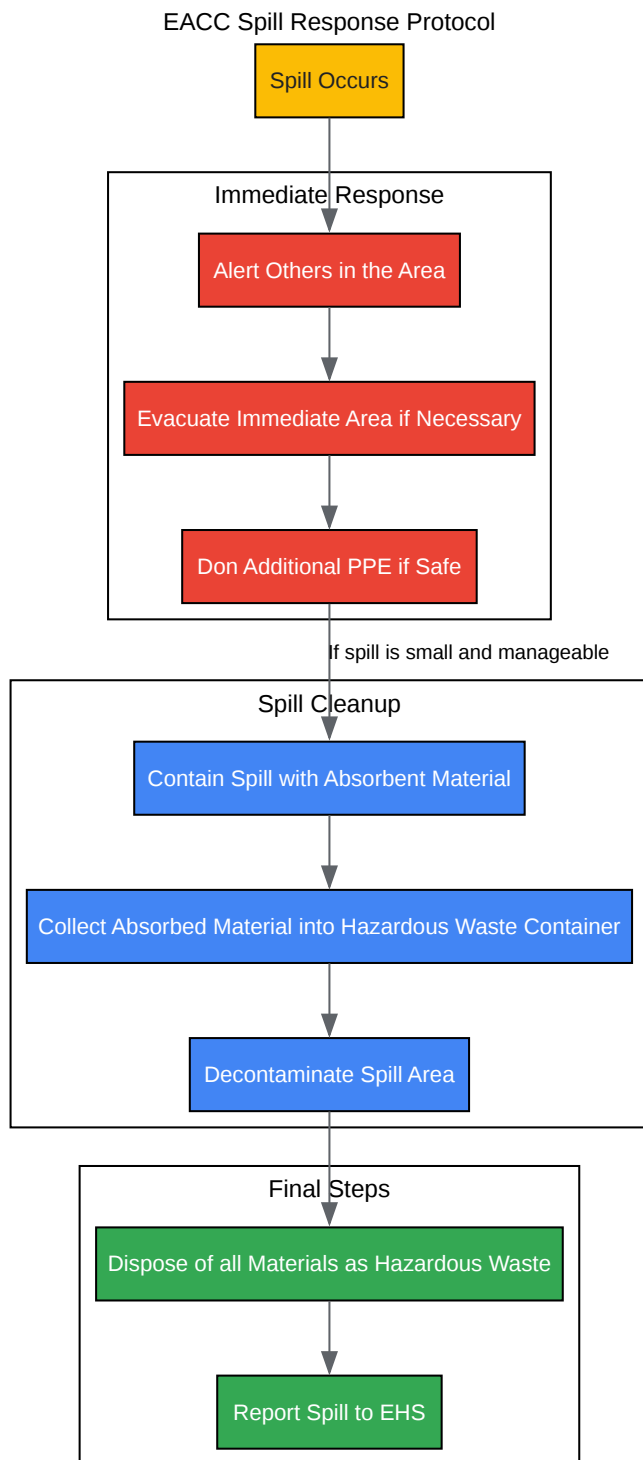 EACC Spill Response Protocol
Spill Occurs
Immediate Response
Alert Others in the Area
Evacuate Immediate Area if Necessary
Don Additional PPE if Safe
If spill is small and manageable
Spill Cleanup
Contain Spill with Absorbent Material
Collect Absorbed Material into Hazardous Waste Container
Decontaminate Spill Area
Final Steps
Dispose of all Materials as Hazardous Waste
Report Spill to EHS